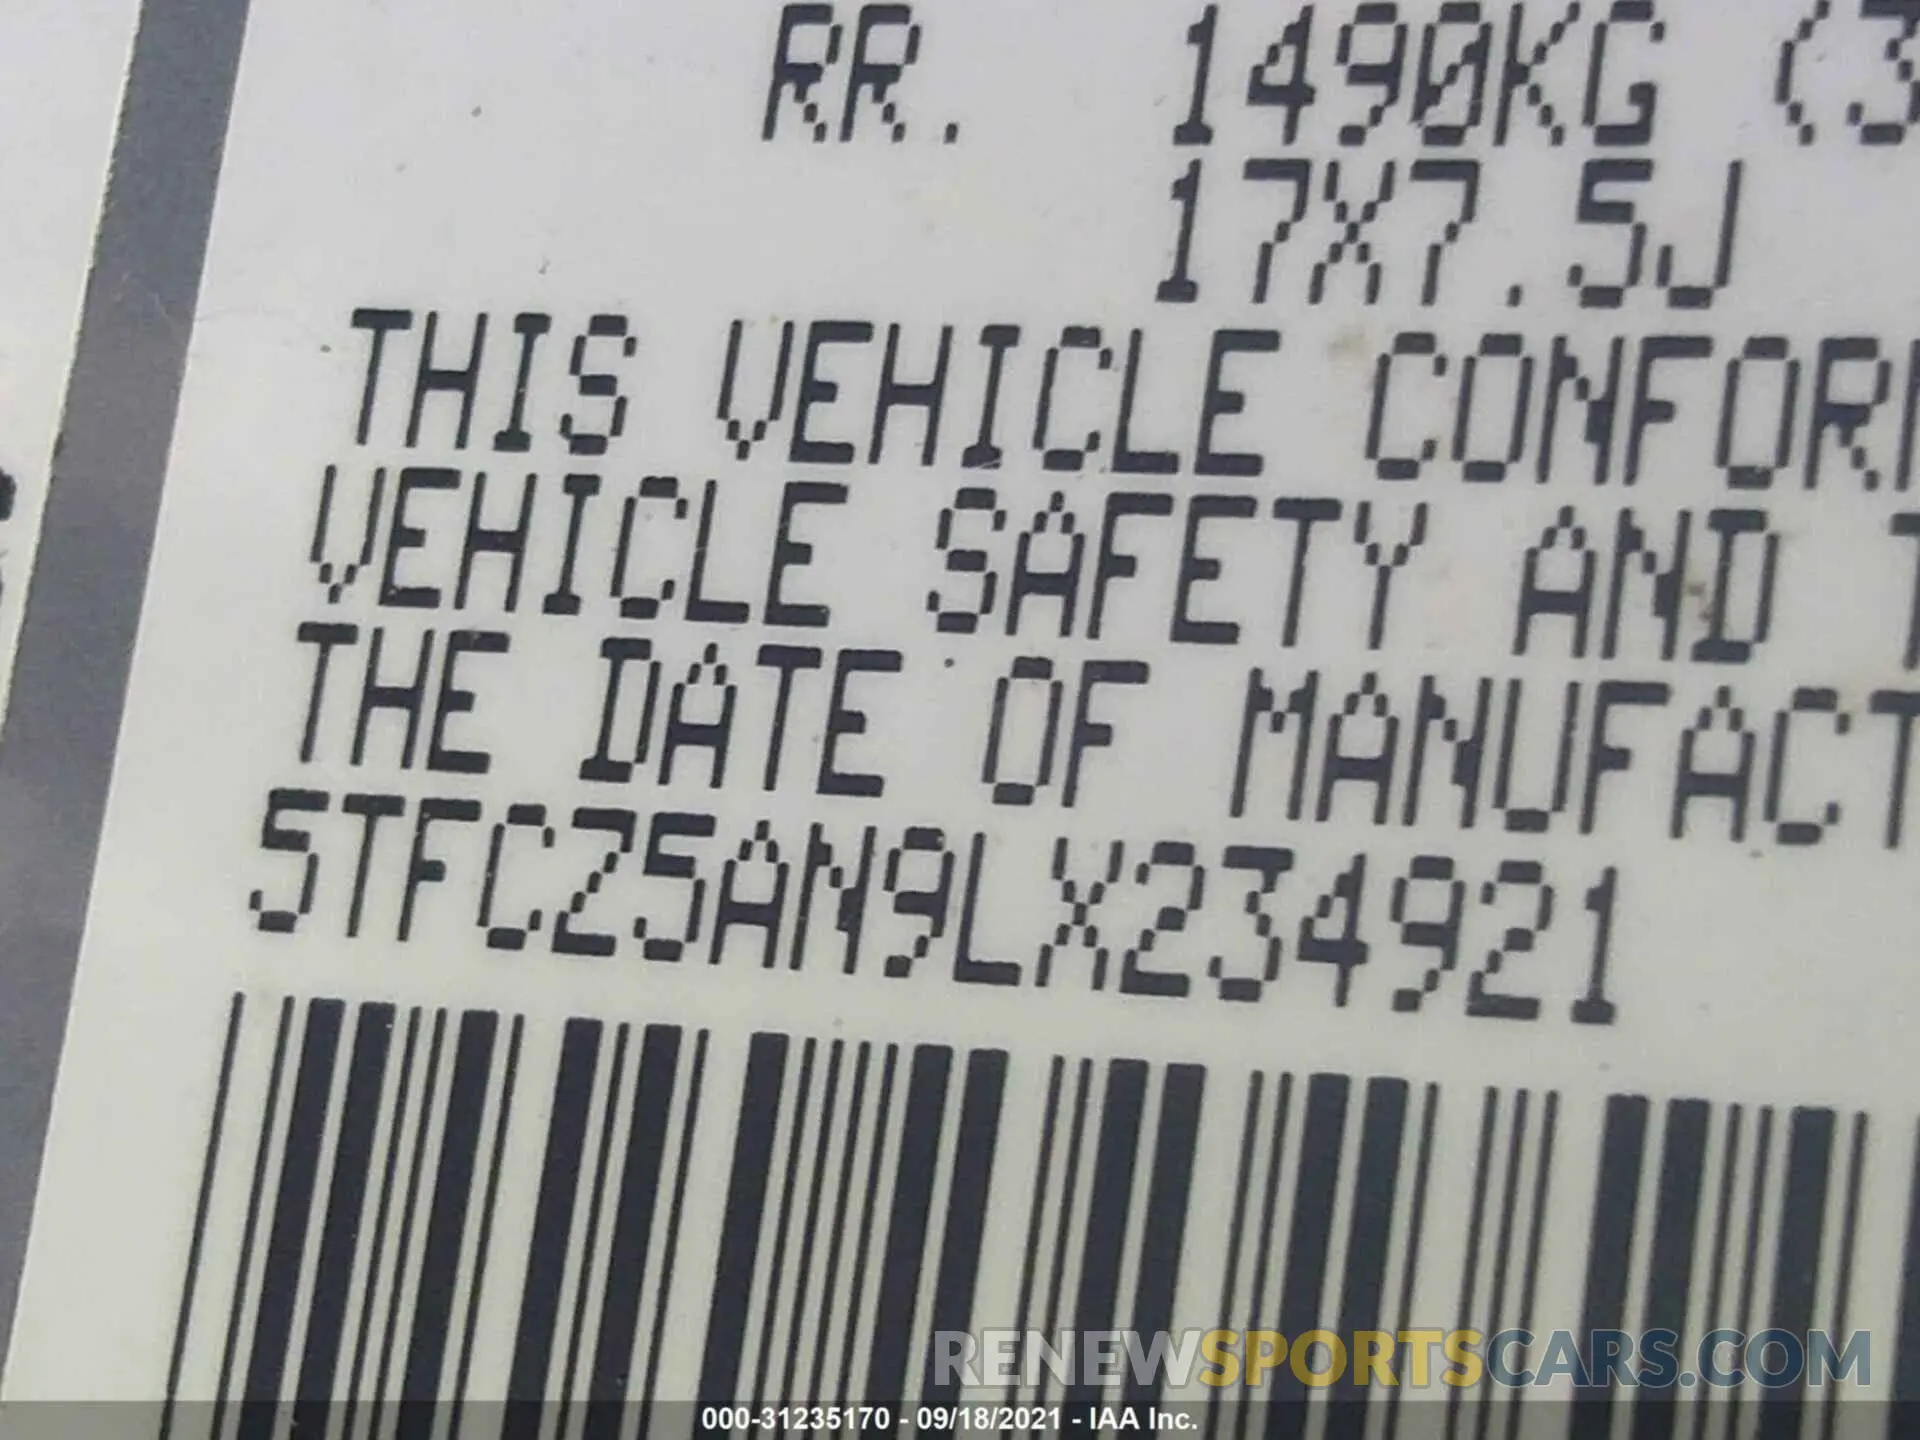 RR. 1490KG (3
17X7.5J
THIS VEHICLE CONFOR
VEHICLE SAFETY AND T
THE DATE OF MANUFACT
5TFCZ5AN9LX234921
RENEWSPORTSCARS.COM
000-31235170 - 09/18/2021 - IAA Inc.